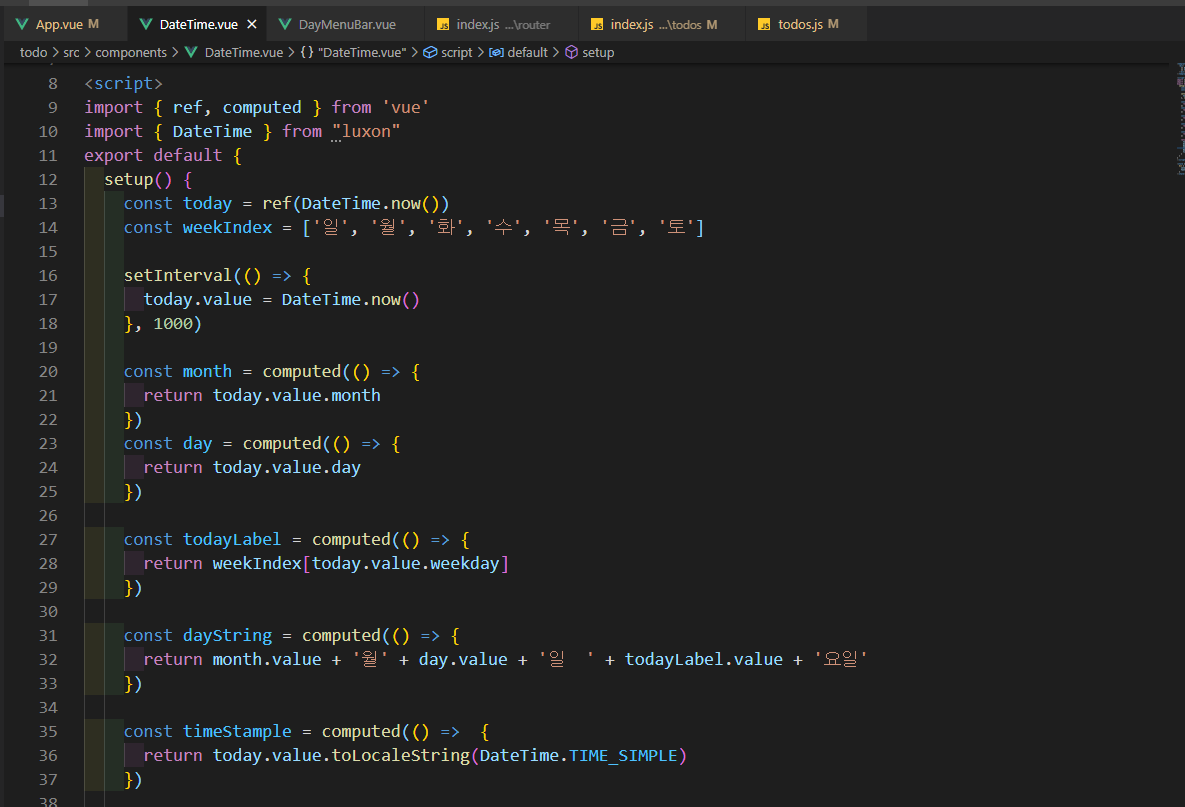 App.vue M DateTime.vue × DayMenuBar.vue index.js ...\router index.js ...\todos M todos.js M
todo > src > components > DateTime.vue > {} "DateTime.vue" > script > default > setup
8 <script>
9 import { ref, computed } from 'vue'
10 import { DateTime } from "luxon"
11 export default {
12 setup() {
13 const today = ref(DateTime.now())
14 const weekIndex = ['일', '월', '화', '수', '목', '금', '토']
15
16 setInterval(() => {
17 today.value = DateTime.now()
18 }, 1000)
19
20 const month = computed(() => {
21 return today.value.month
22 })
23 const day = computed(() => {
24 return today.value.day
25 })
26
27 const todayLabel = computed(() => {
28 return weekIndex[today.value.weekday]
29 })
30
31 const dayString = computed(() => {
32 return month.value + '월' + day.value + '일  ' + todayLabel.value + '요일'
33 })
34
35 const timeStample = computed(() =>  {
36 return today.value.toLocaleString(DateTime.TIME_SIMPLE)
37 })
38